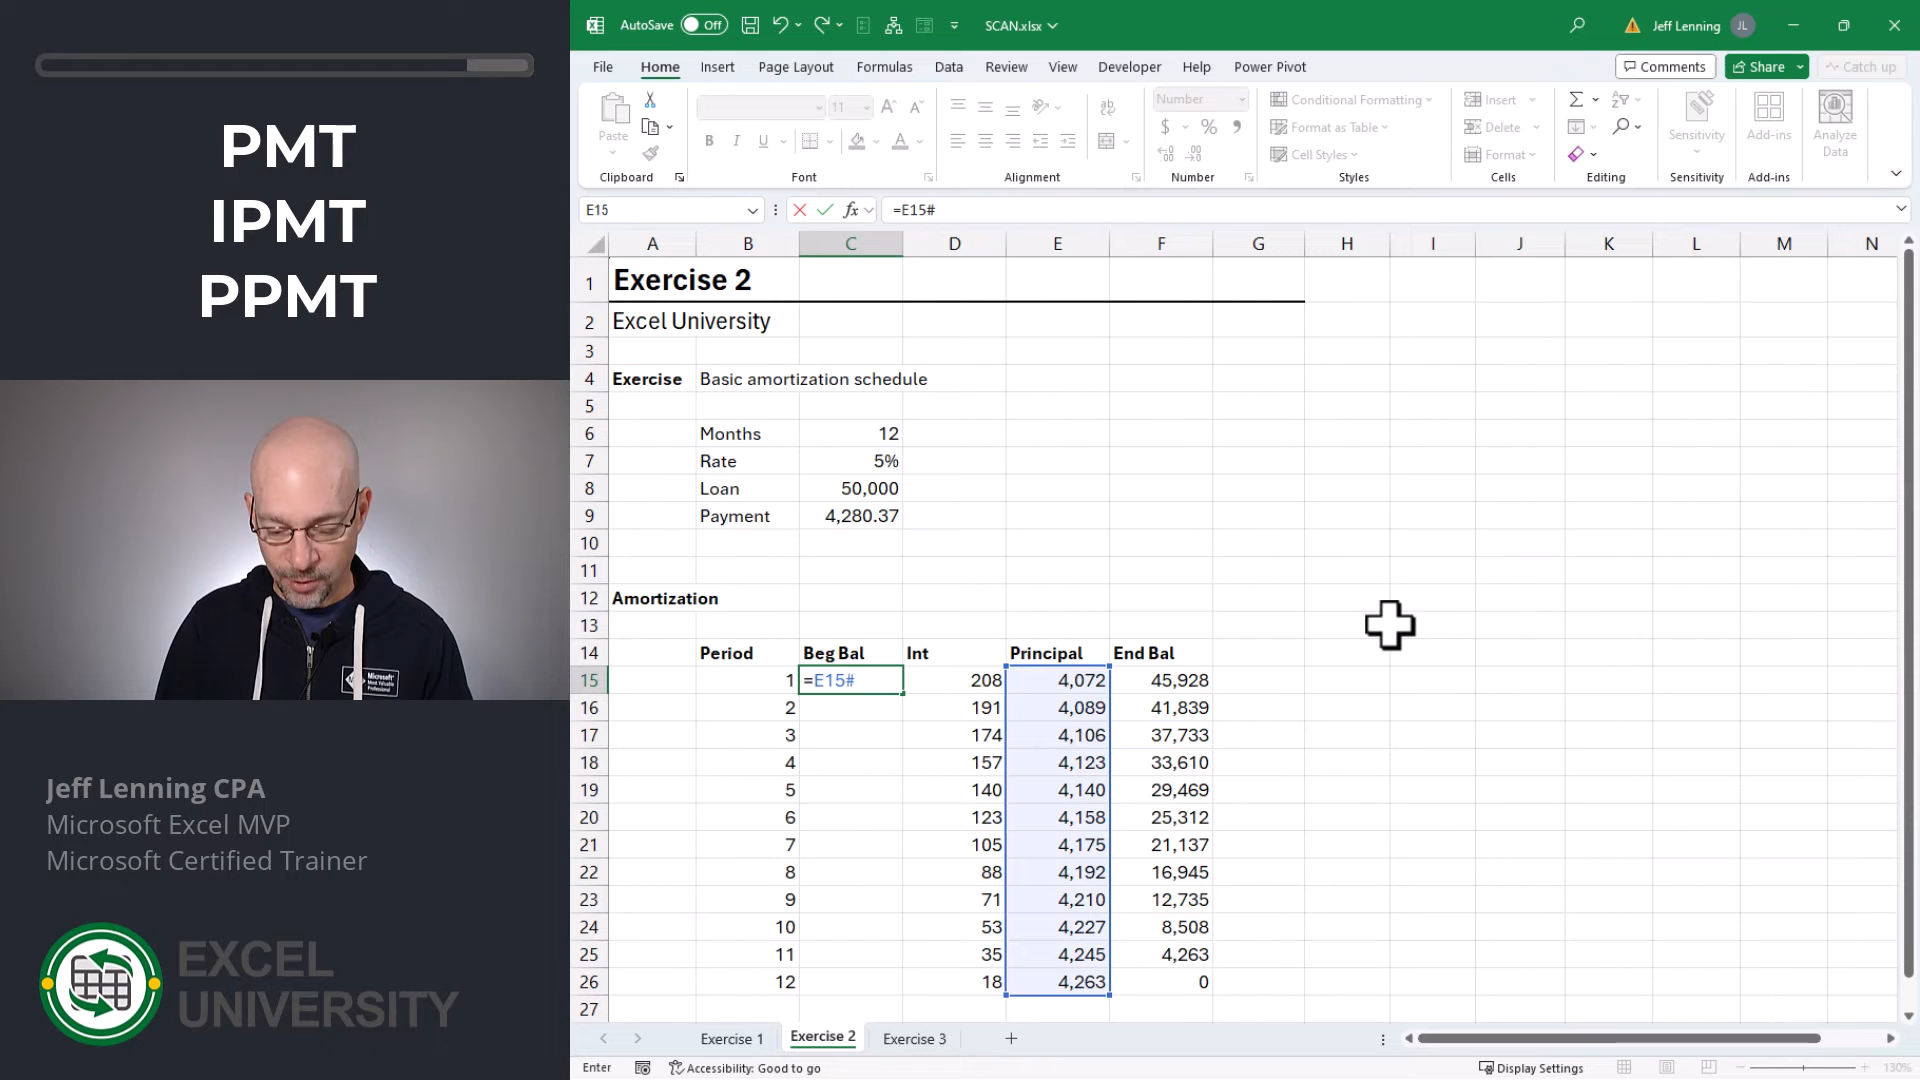 PMT
IPMT
PPMT
Jeff Lenning CPA
Microsoft Excel MVP
Microsoft Certified Trainer
EXCEL
UNIVERSITY
AutoSave Off SCAN.xlsx Jeff Lenning JL
File Home Insert Page Layout Formulas Data Review View Developer Help Power Pivot Comments Share Catch up
Paste 11 Number Conditional Formatting Insert Sensitivity Add-ins Analyze Data
Format as Table Delete
Cell Styles Format
Clipboard Font Alignment Number Styles Cells Editing Sensitivity Add-ins
E15 fx =E15#
A B C D E F G H I J K L M N
1 Exercise 2
2 Excel University
3
4 Exercise Basic amortization schedule
5
6 Months 12
7 Rate 5%
8 Loan 50,000
9 Payment 4,280.37
10
11
12 Amortization
13
14 Period Beg Bal Int Principal End Bal
15 1 =E15# 208 4,072 45,928
16 2 191 4,089 41,839
17 3 174 4,106 37,733
18 4 157 4,123 33,610
19 5 140 4,140 29,469
20 6 123 4,158 25,312
21 7 105 4,175 21,137
22 8 88 4,192 16,945
23 9 71 4,210 12,735
24 10 53 4,227 8,508
25 11 35 4,245 4,263
26 12 18 4,263 0
27
Exercise 1 Exercise 2 Exercise 3
Enter Accessibility: Good to go Display Settings 130%